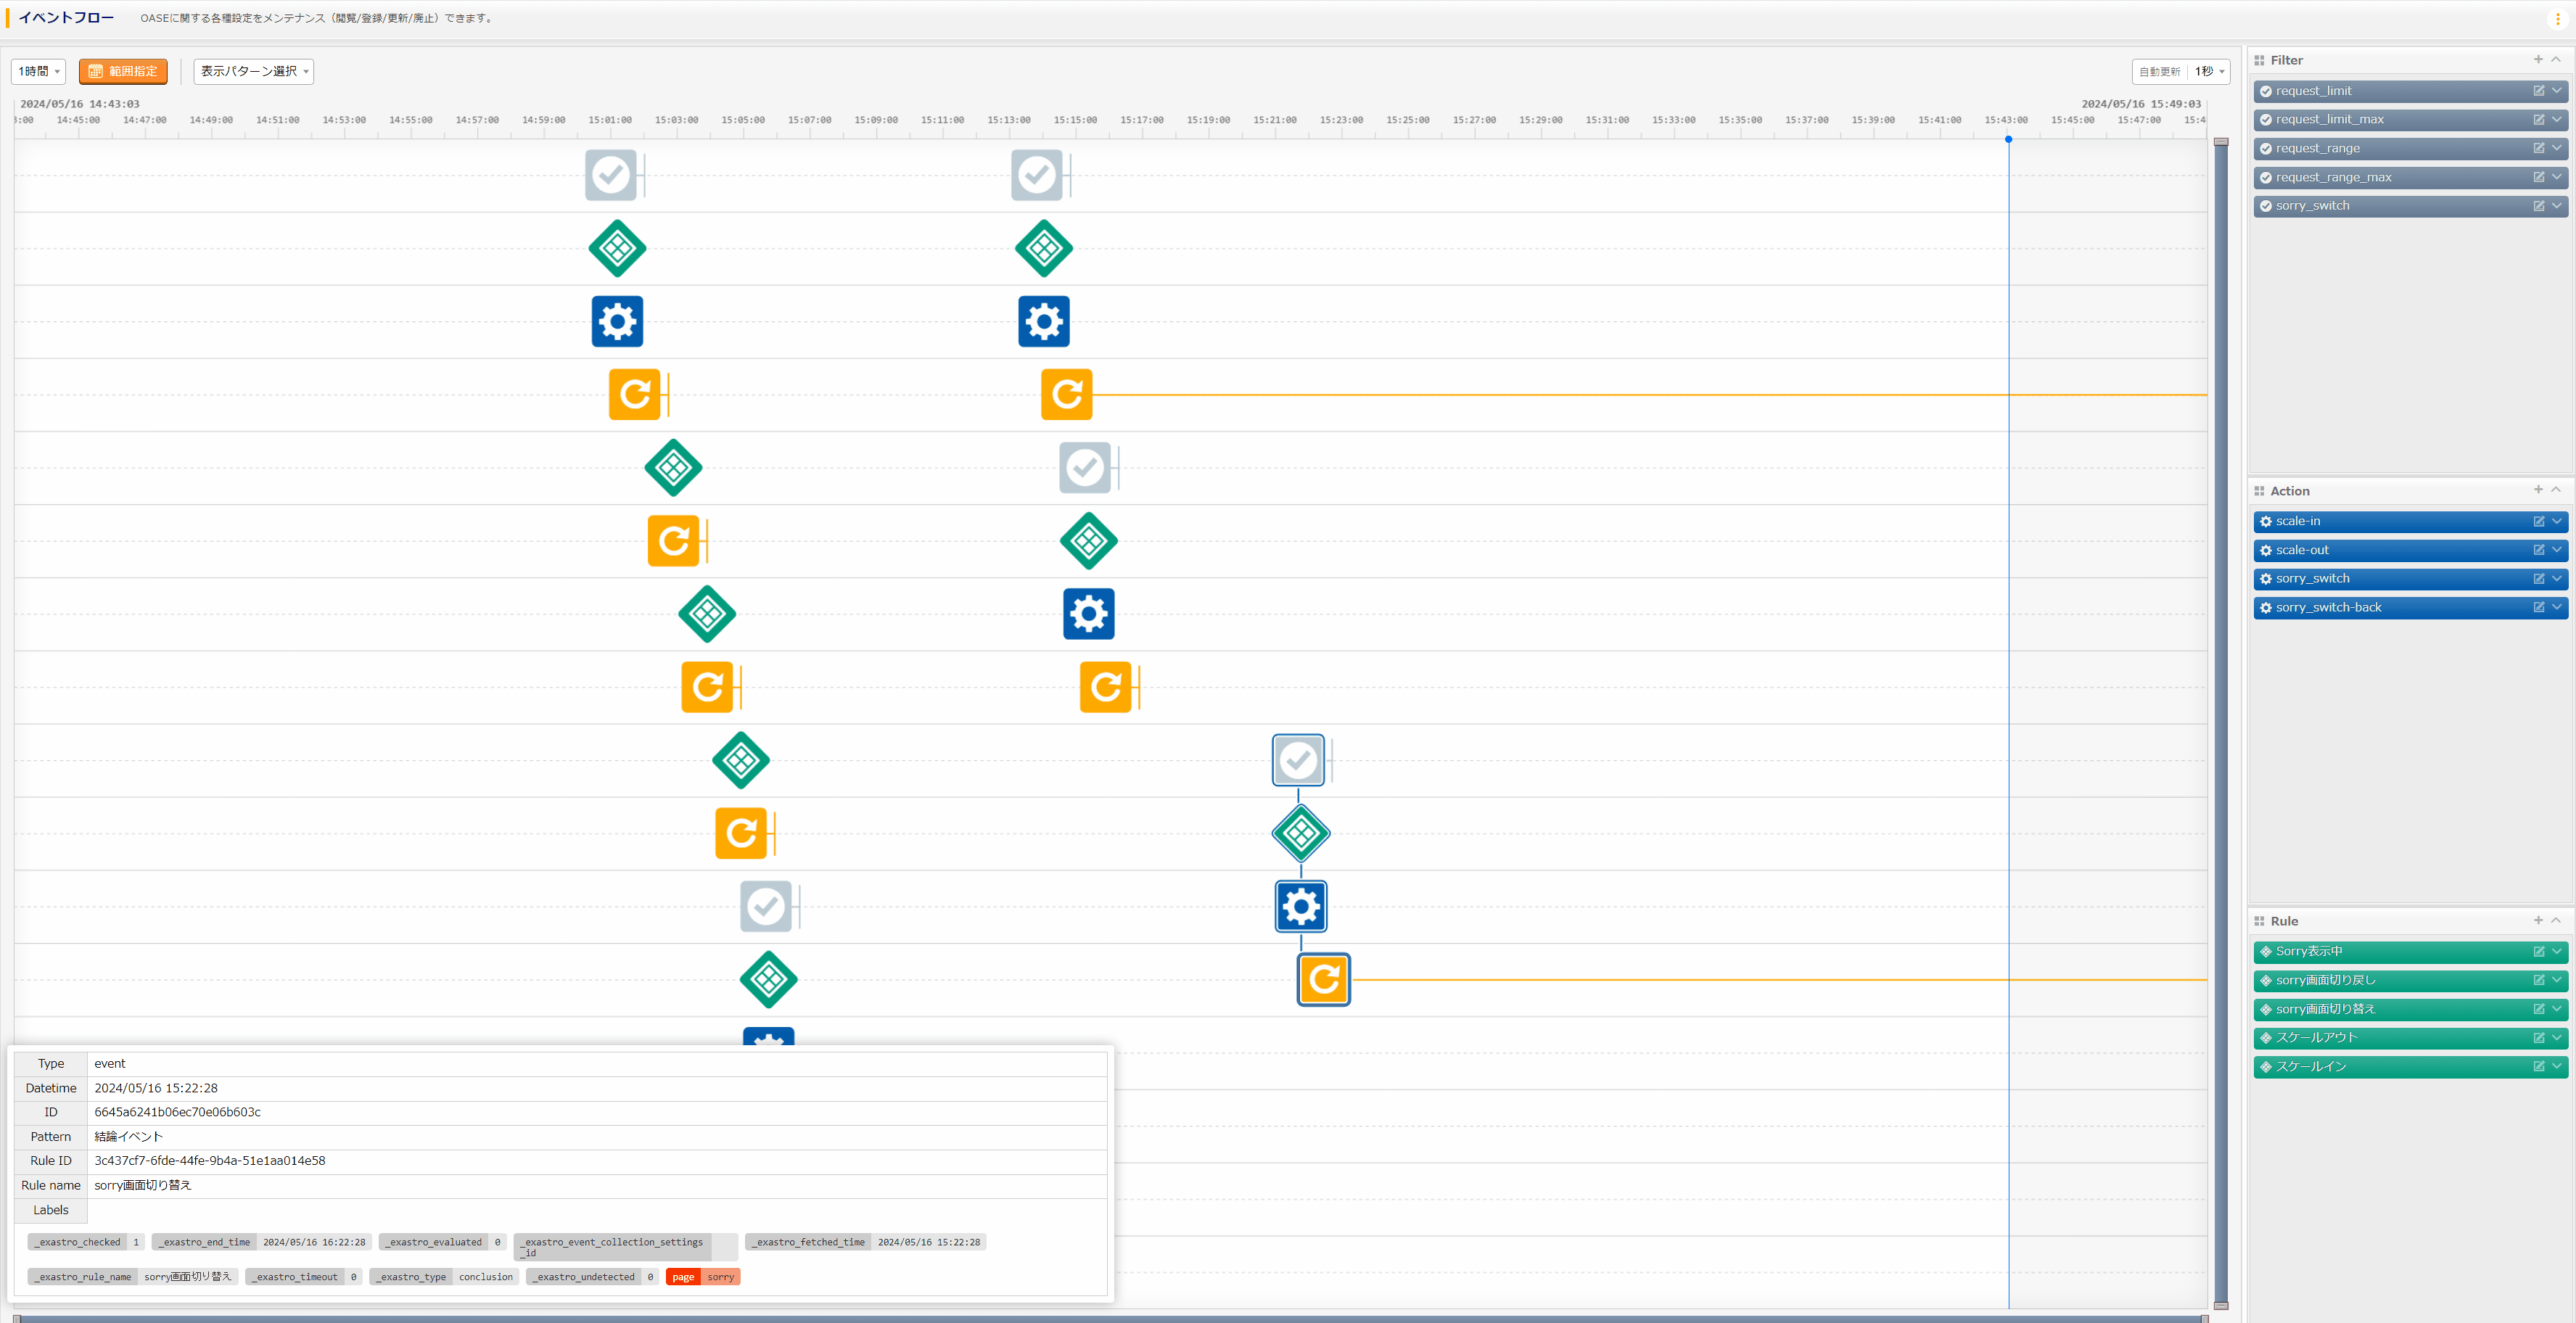 イベントフロー OASEに関する各種設定をメンテナンス（閲覧/登録/更新/廃止）できます。
1時間 範囲指定 表示パターン選択 自動更新 1秒
2024/05/16 14:43:03 2024/05/16 15:49:03
3:00 14:45:00 14:47:00 14:49:00 14:51:00 14:53:00 14:55:00 14:57:00 14:59:00 15:01:00 15:03:00 15:05:00 15:07:00 15:09:00 15:11:00 15:13:00 15:15:00 15:17:00 15:19:00 15:21:00 15:23:00 15:25:00 15:27:00 15:29:00 15:31:00 15:33:00 15:35:00 15:37:00 15:39:00 15:41:00 15:43:00 15:45:00 15:47:00 15:4
Filter
request_limit
request_limit_max
request_range
request_range_max
sorry_switch
Action
scale-in
scale-out
sorry_switch
sorry_switch-back
Rule
Sorry表示中
sorry画面切り戻し
sorry画面切り替え
スケールアウト
スケールイン
Type event
Datetime 2024/05/16 15:22:28
ID 6645a6241b06ec70e06b603c
Pattern 結論イベント
Rule ID 3c437cf7-6fde-44fe-9b4a-51e1aa014e58
Rule name sorry画面切り替え
Labels
_exastro_checked 1 _exastro_end_time 2024/05/16 16:22:28 _exastro_evaluated 0 _exastro_event_collection_settings _exastro_fetched_time 2024/05/16 15:22:28
_id
_exastro_rule_name sorry画面切り替え _exastro_timeout 0 _exastro_type conclusion _exastro_undetected 0 page sorry